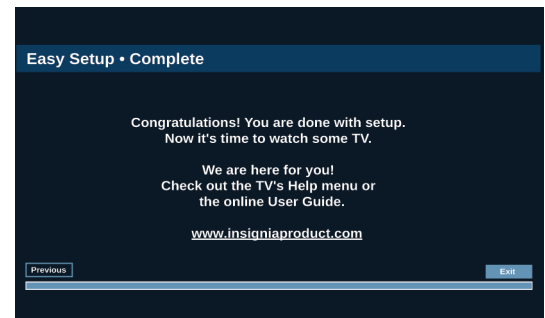 Easy Setup • Complete
Congratulations! You are done with setup.
Now it's time to watch some TV.
We are here for you!
Check out the TV's Help menu or
the online User Guide.
www.insigniaproduct.com
Previous
Exit